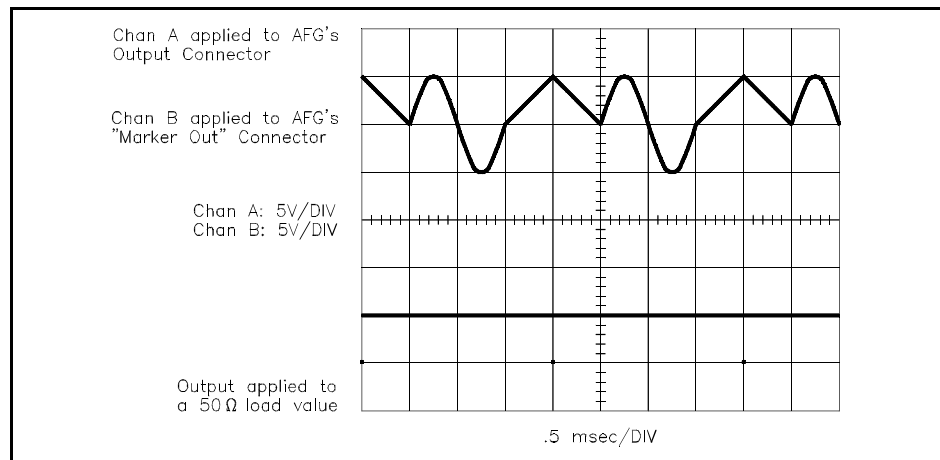 Chan A applied to AFG's
Output Connector
Chan B applied to AFG's
"Marker Out" Connector
Chan A: 5V/DIV
Chan B: 5V/DIV
Output applied to
a 50Ω load value
.5 msec/DIV